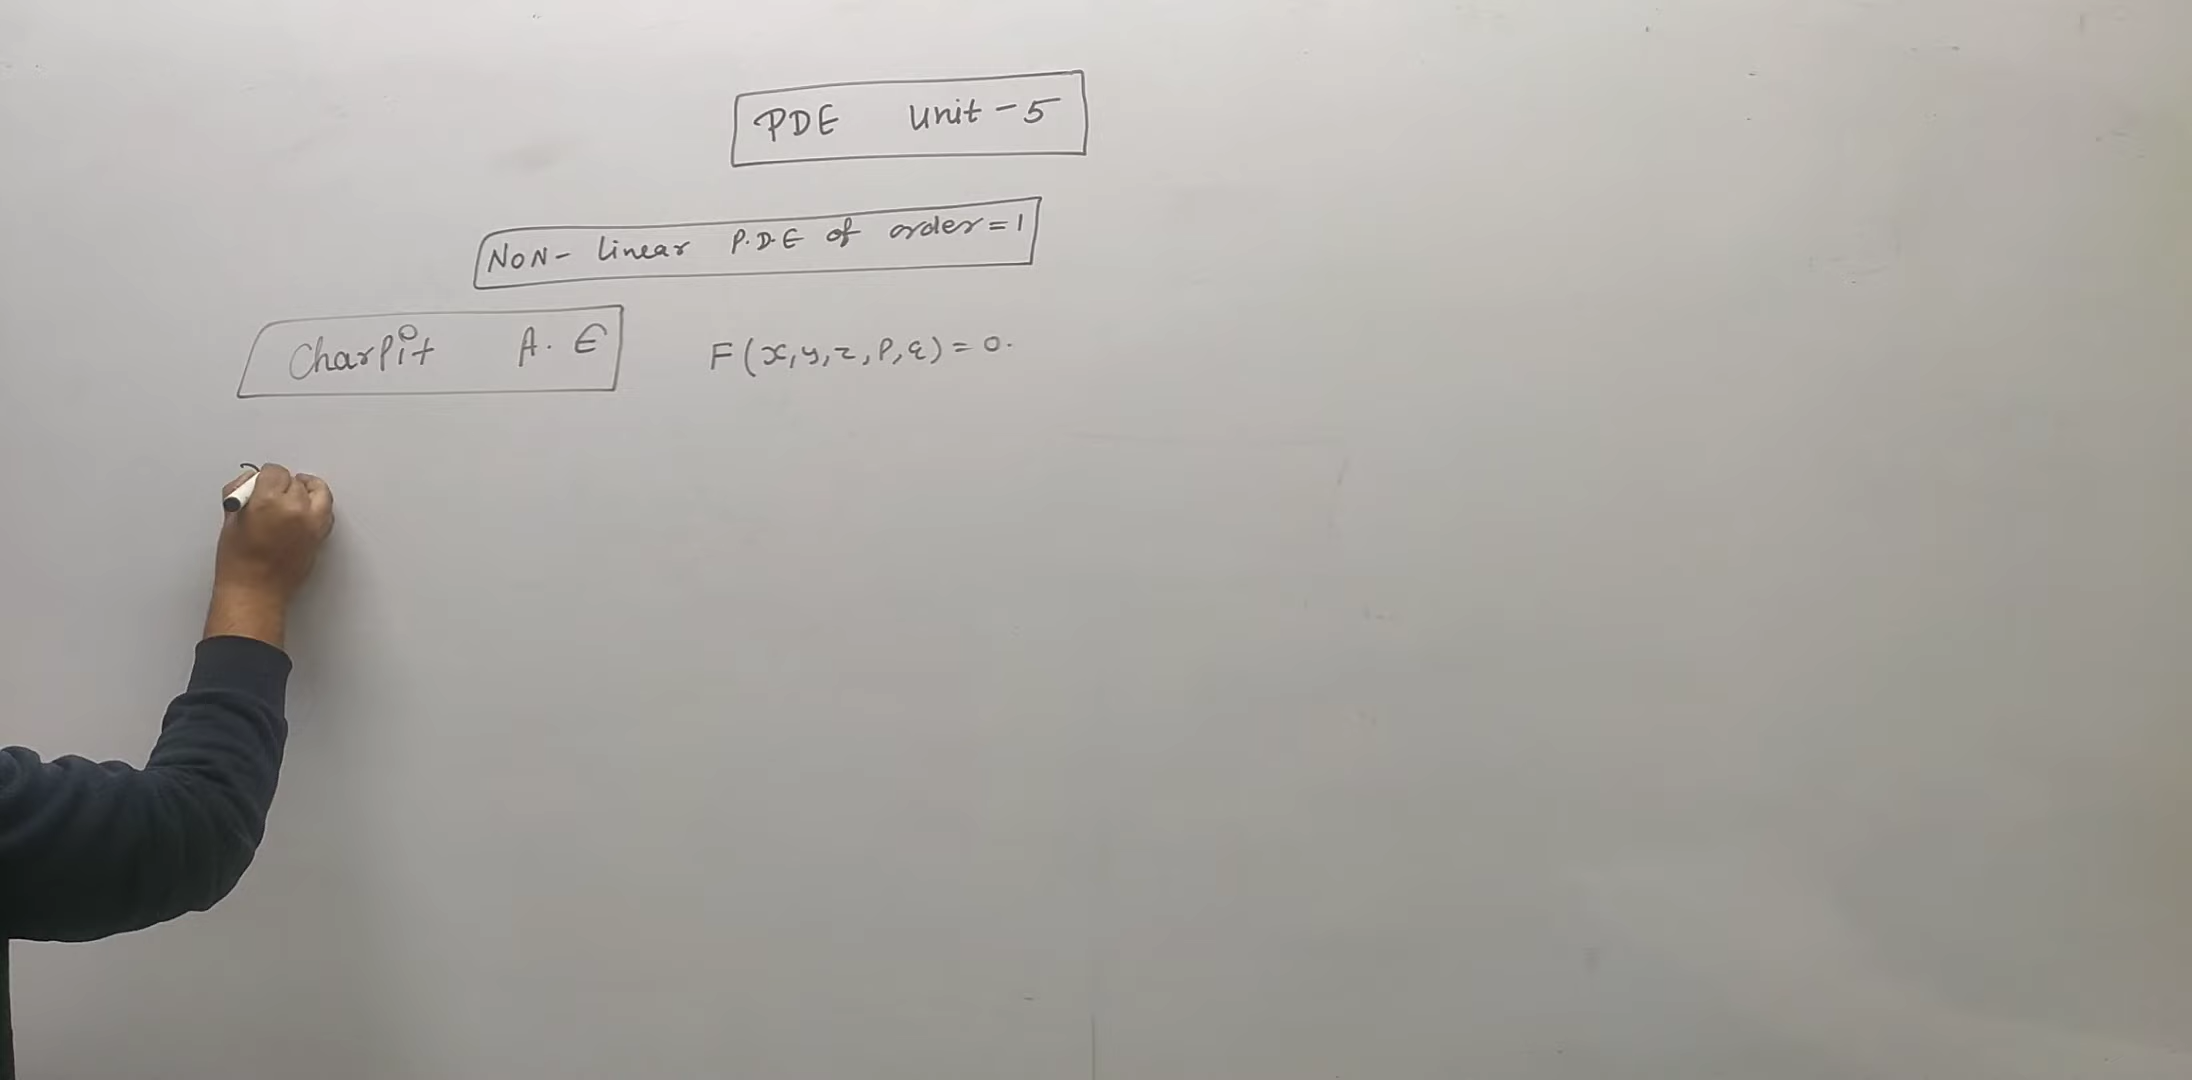 PDE Unit - 5
NON- linear P.D.E of order = 1
Charpit A. E F(x,y,z,P,q) = 0.